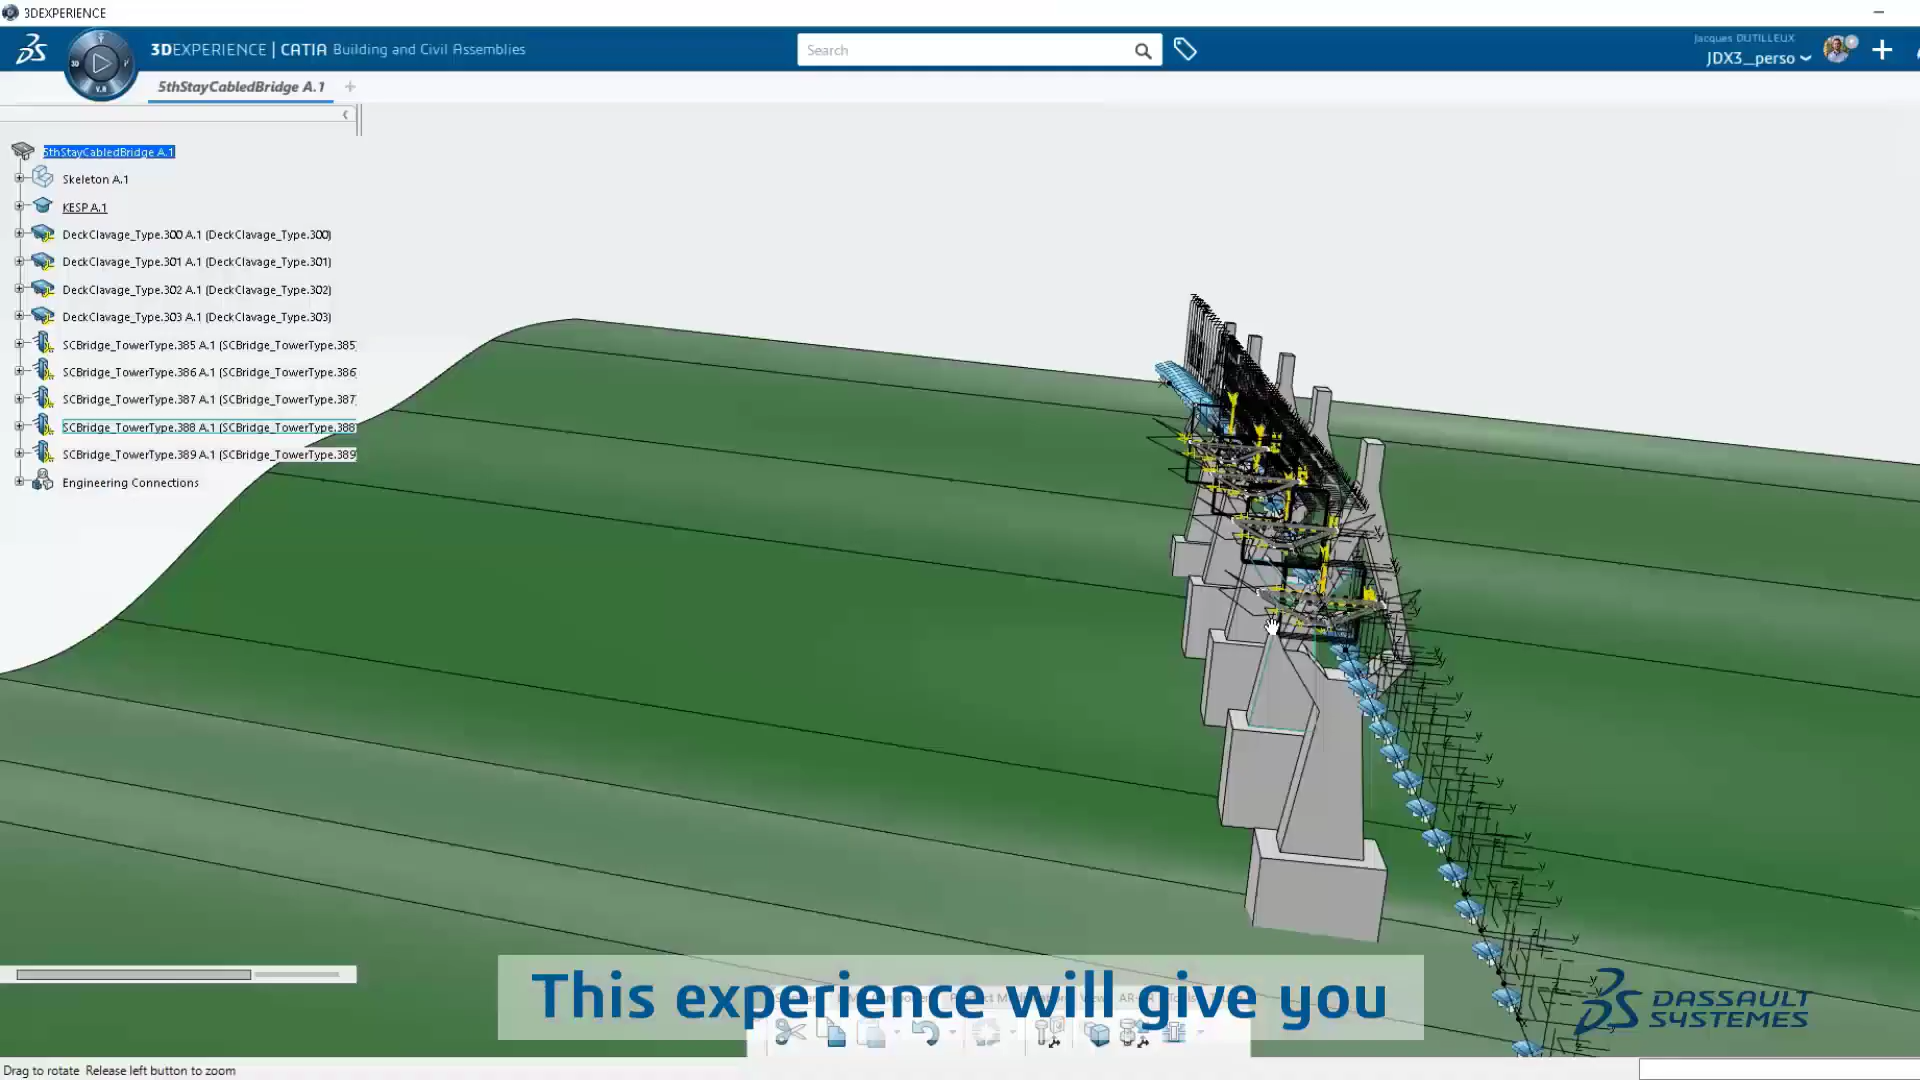 3DEXPERIENCE
3DEXPERIENCE | CATIA Building and Civil Assemblies
Search
Jacques DUTILLEUX
JDX3_perso
3D
V.R
5thStayCabledBridge A.1
5thStayCabledBridge A.1
Skeleton A.1
KESP A.1
DeckClavage_Type.300 A.1 (DeckClavage_Type.300)
DeckClavage_Type.301 A.1 (DeckClavage_Type.301)
DeckClavage_Type.302 A.1 (DeckClavage_Type.302)
DeckClavage_Type.303 A.1 (DeckClavage_Type.303)
SCBridge_TowerType.385 A.1 (SCBridge_TowerType.385
SCBridge_TowerType.386 A.1 (SCBridge_TowerType.386
SCBridge_TowerType.387 A.1 (SCBridge_TowerType.387
SCBridge_TowerType.388 A.1 (SCBridge_TowerType.388
SCBridge_TowerType.389 A.1 (SCBridge_TowerType.389
Engineering Connections
This experience will give you
DASSAULT
SYSTEMES
Drag to rotate Release left button to zoom